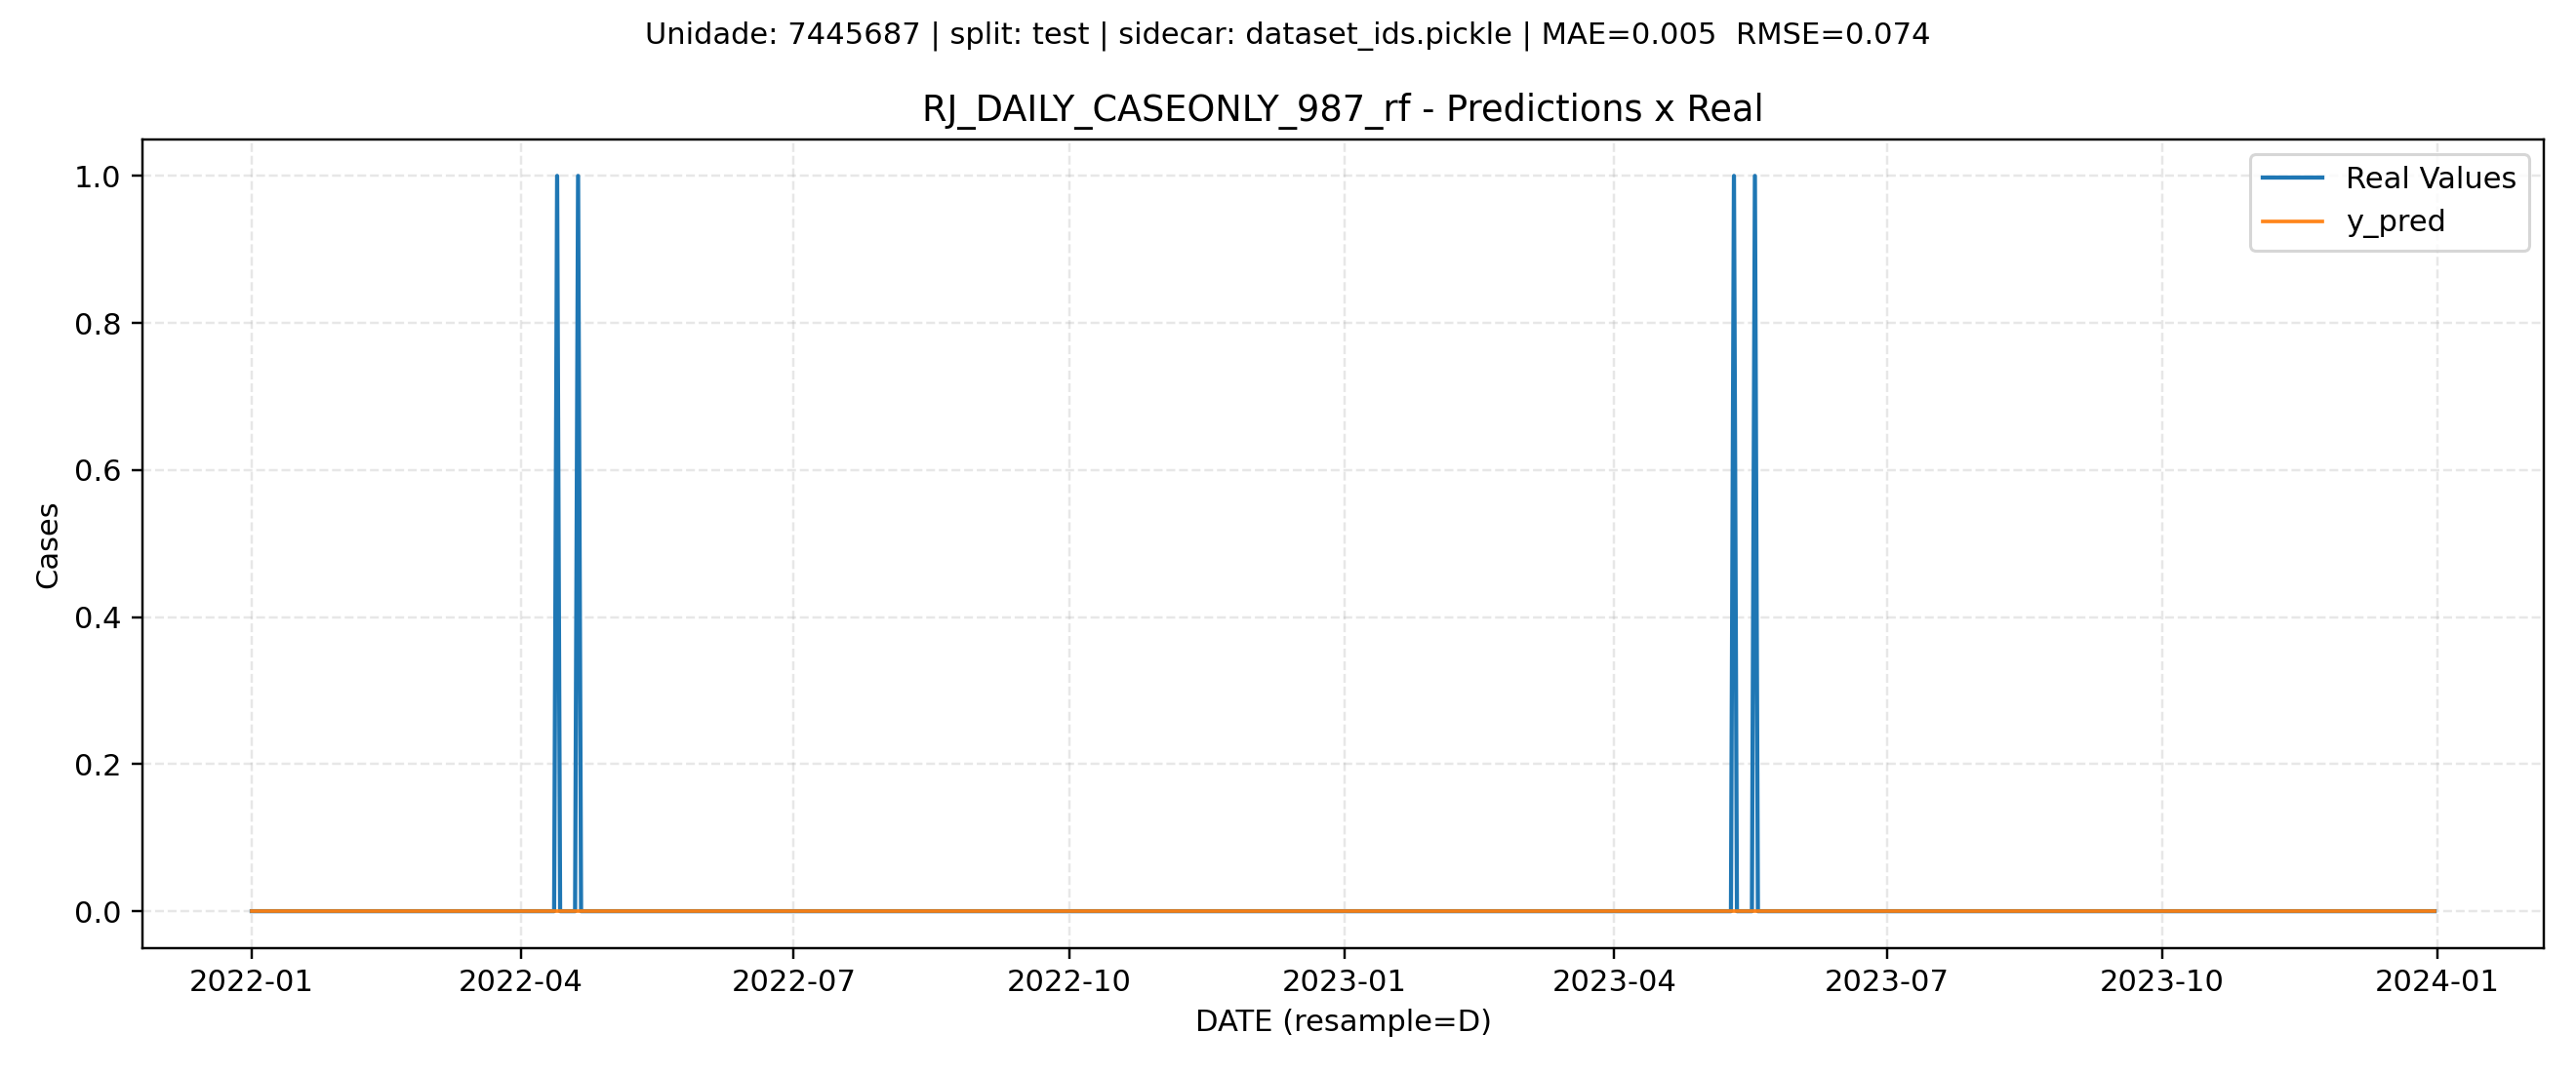 Unidade: 7445687 | split: test | sidecar: dataset_ids.pickle | MAE=0.005  RMSE=0.074
RJ_DAILY_CASEONLY_987_rf - Predictions x Real
Real Values
y_pred
Cases
1.0
0.8
0.6
0.4
0.2
0.0
2022-01 2022-04 2022-07 2022-10 2023-01 2023-04 2023-07 2023-10 2024-01
DATE (resample=D)